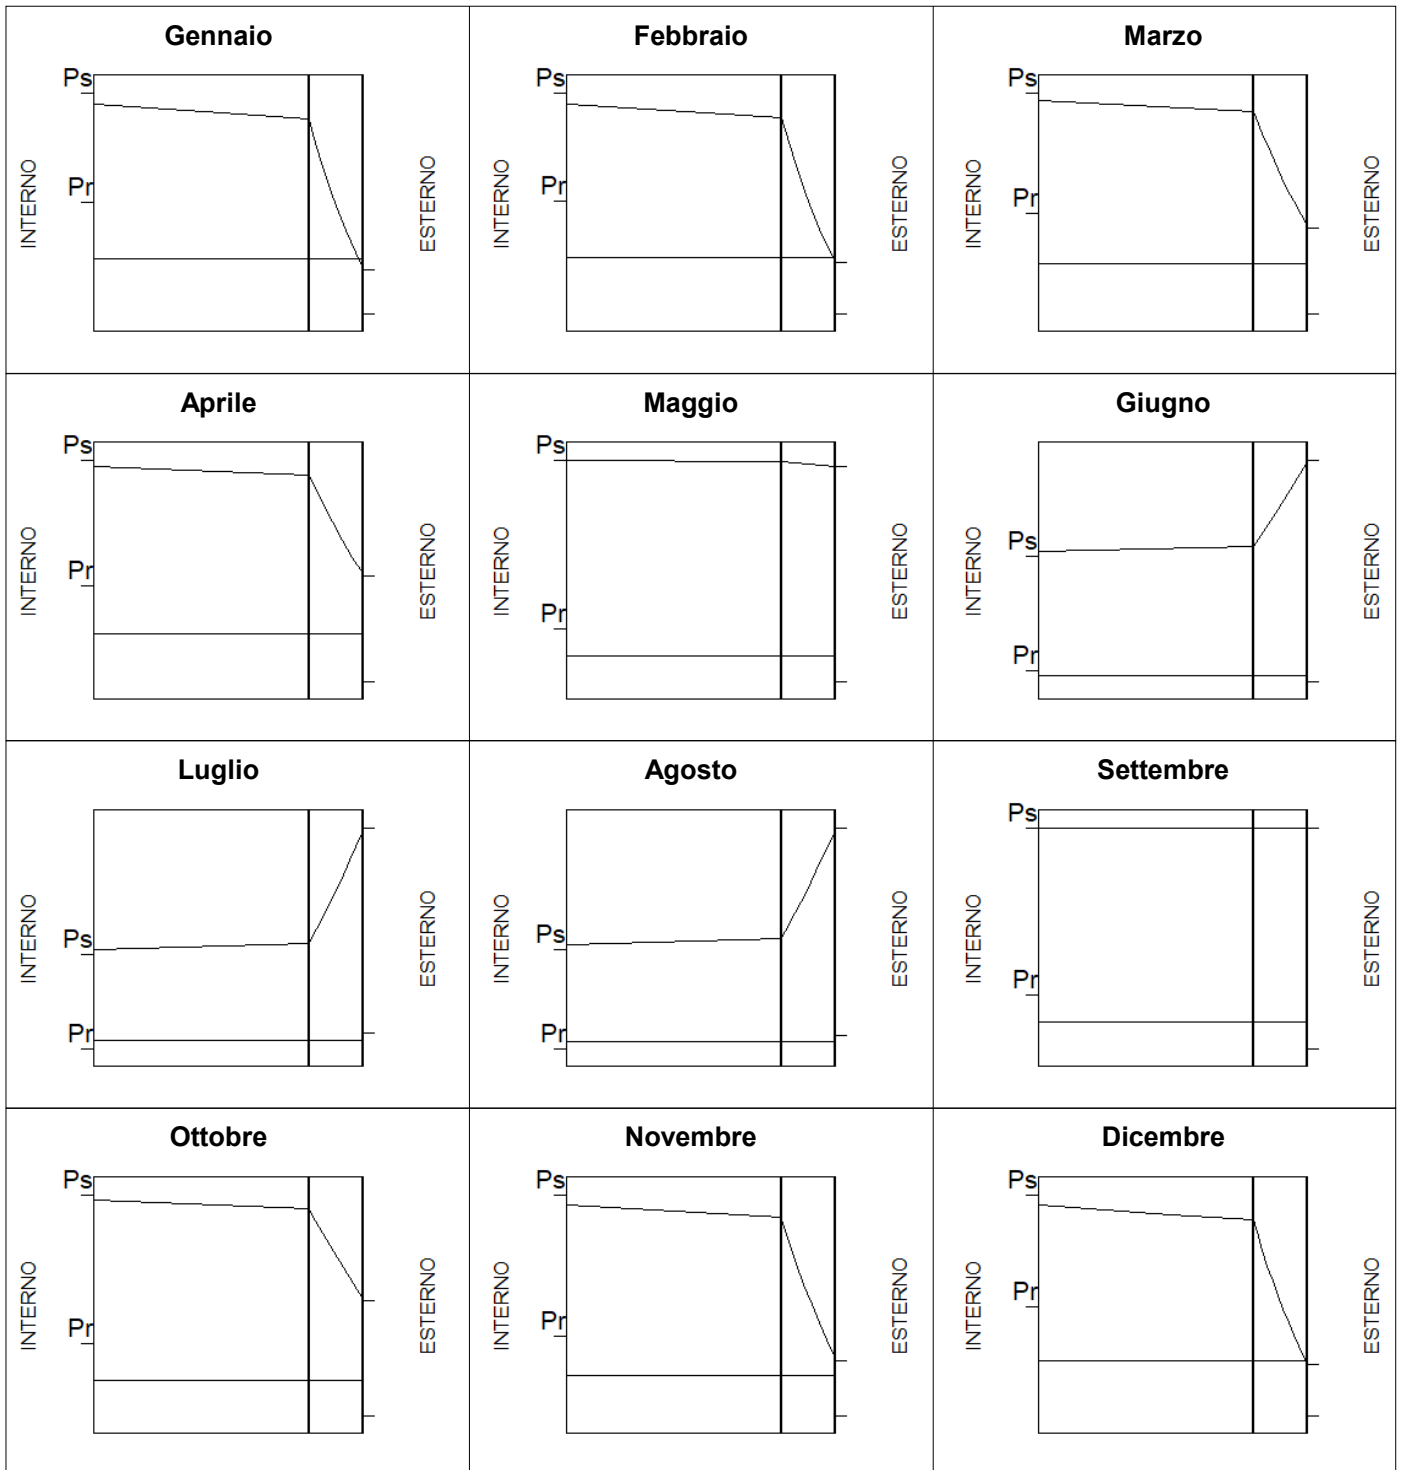 Gennaio
Ps
Pr
INTERNO
ESTERNO
Febbraio
Ps
Pr
INTERNO
ESTERNO
Marzo
Ps
Pr
INTERNO
ESTERNO
Aprile
Ps
Pr
INTERNO
ESTERNO
Maggio
Ps
Pr
INTERNO
ESTERNO
Giugno
Ps
Pr
INTERNO
ESTERNO
Luglio
Ps
Pr
INTERNO
ESTERNO
Agosto
Ps
Pr
INTERNO
ESTERNO
Settembre
Ps
Pr
INTERNO
ESTERNO
Ottobre
Ps
Pr
INTERNO
ESTERNO
Novembre
Ps
Pr
INTERNO
ESTERNO
Dicembre
Ps
Pr
INTERNO
ESTERNO